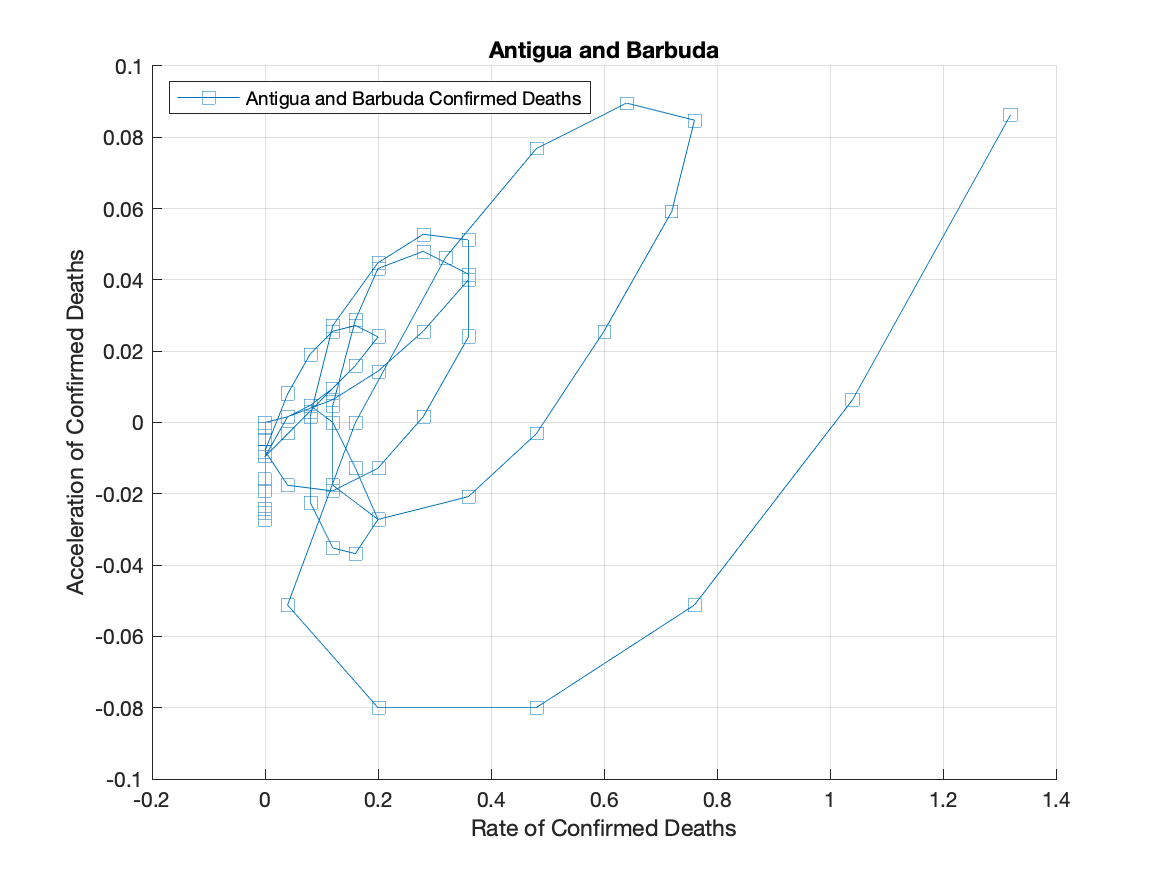 Antigua and Barbuda
Antigua and Barbuda Confirmed Deaths
Acceleration of Confirmed Deaths
0.1
0.08
0.06
0.04
0.02
0
-0.02
-0.04
-0.06
-0.08
-0.1
-0.2 0 0.2 0.4 0.6 0.8 1 1.2 1.4
Rate of Confirmed Deaths